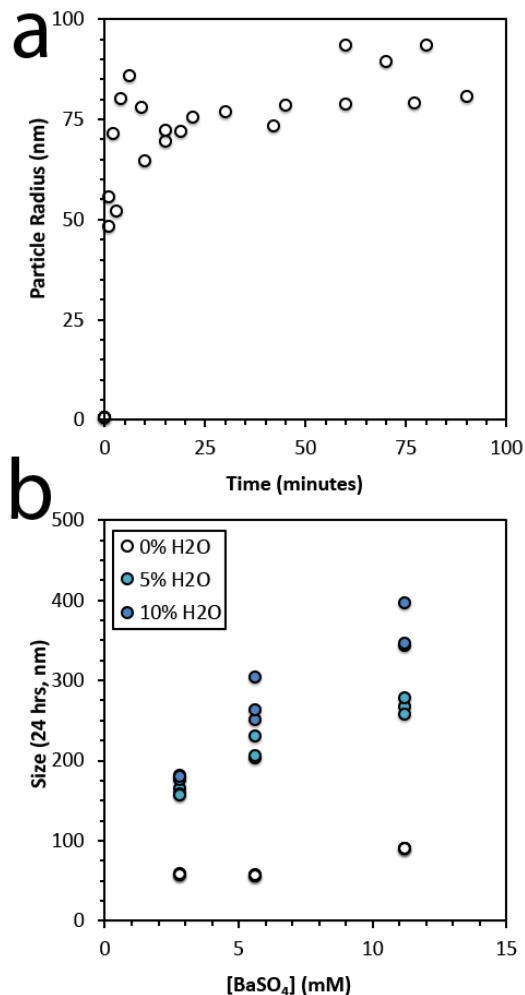 a
100
75
50
25
0
Particle Radius (nm)
0 25 50 75 100
Time (minutes)
b
500
400
300
200
100
0
Size (24 hrs, nm)
0% H2O
5% H2O
10% H2O
0 5 10 15
[BaSO₄] (mM)